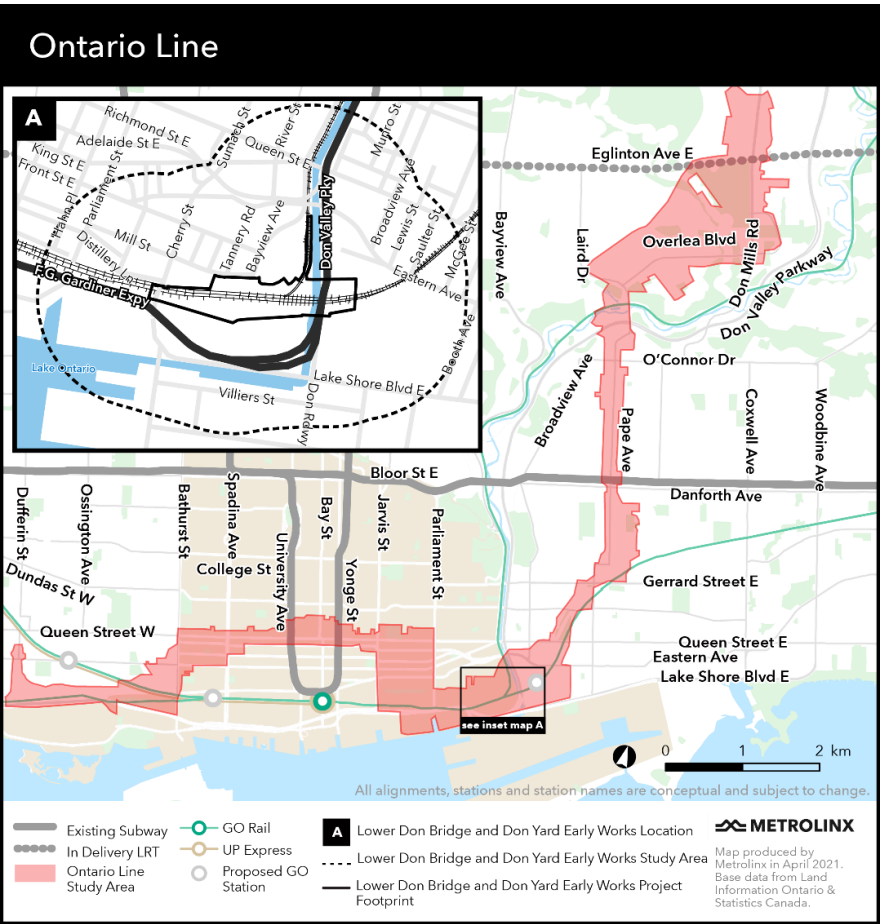 Ontario Line
A
Richmond St E
Adelaide St E
King St E
Front St E
Parliament St
Distillery Ln
Mill St
Cherry St
Sumach St
River St
Queen St E
Tannery Rd
Bayview Ave
Don Valley Pky
Munro St
Broadview Ave
Lewis St
Saulter St
McGee St
Eastern Ave
Booth Ave
F.G. Gardiner Expy
Lake Ontario
Villiers St
Lake Shore Blvd E
Don Rdwy
Eglinton Ave E
Bayview Ave
Laird Dr
Overlea Blvd
Don Mills Rd
Don Valley Parkway
O'Connor Dr
Broadview Ave
Pape Ave
Coxwell Ave
Woodbine Ave
Bloor St E
Danforth Ave
Dufferin St
Ossington Ave
Bathurst St
Spadina Ave
University Ave
Bay St
Yonge St
Jarvis St
Parliament St
College St
Dundas St W
Queen Street W
Gerrard Street E
Queen Street E
Eastern Ave
Lake Shore Blvd E
see inset map A
0 1 2 km
All alignments, stations and station names are conceptual and subject to change.
Existing Subway
In Delivery LRT
Ontario Line
Study Area
GO Rail
UP Express
Proposed GO
Station
A Lower Don Bridge and Don Yard Early Works Location
Lower Don Bridge and Don Yard Early Works Study Area
Lower Don Bridge and Don Yard Early Works Project
Footprint
METROLINX
Map produced by
Metrolinx in April 2021.
Base data from Land
Information Ontario &
Statistics Canada.